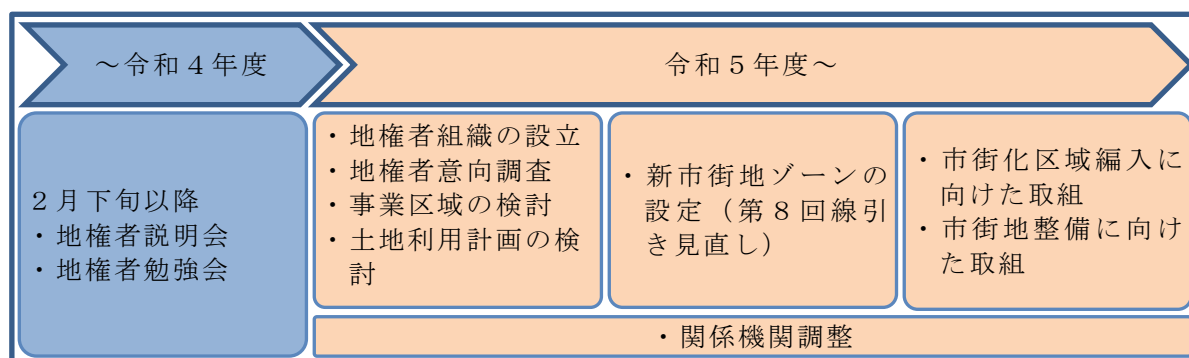 ～令和４年度
令和５年度～
２月下旬以降
・地権者説明会
・地権者勉強会
・地権者組織の設立
・地権者意向調査
・事業区域の検討
・土地利用計画の検
討
・新市街地ゾーンの
設定（第８回線引
き見直し）
・市街化区域編入に
向けた取組
・市街地整備に向け
た取組
・関係機関調整